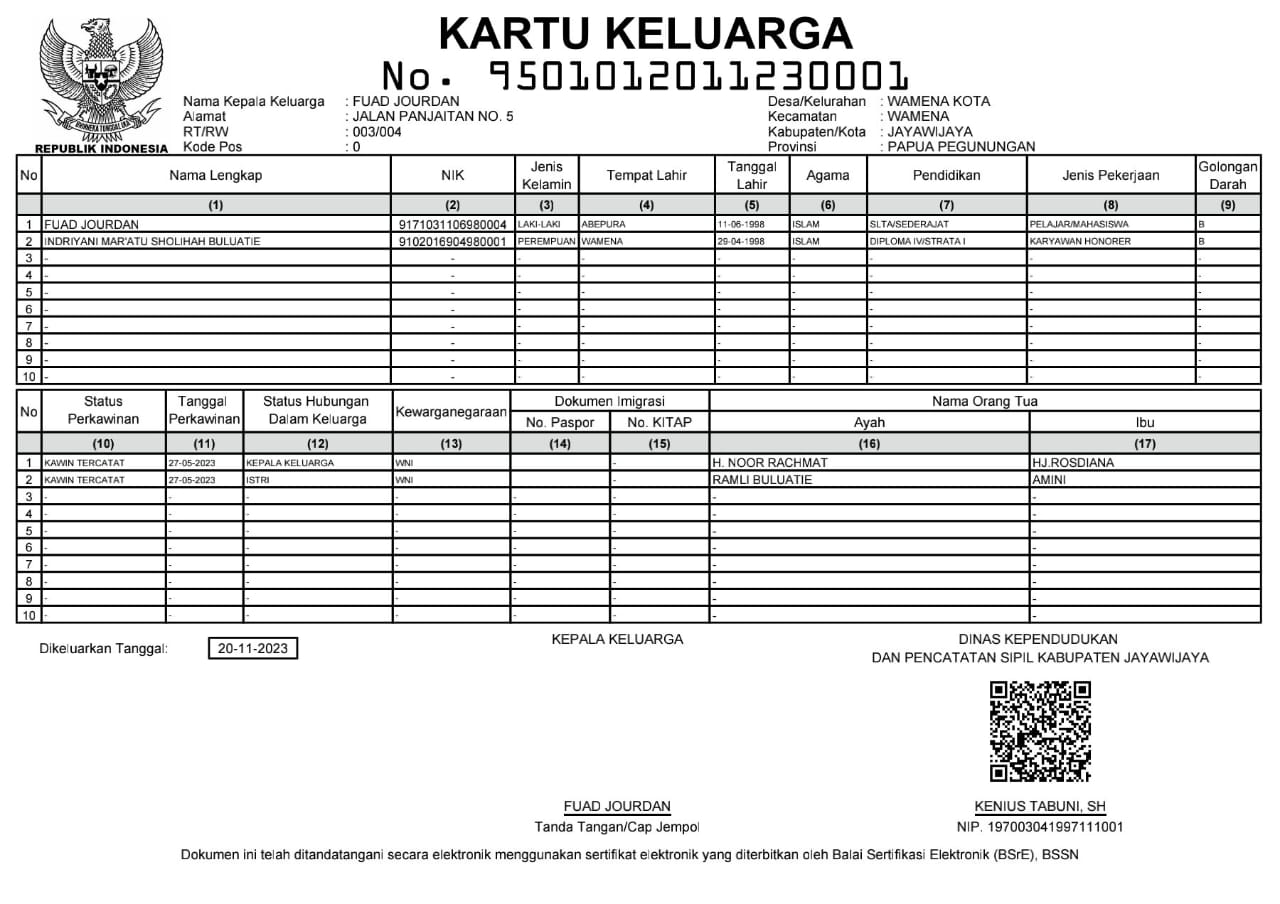 KARTU KELUARGA
No. 9501012011230001
Nama Kepala Keluarga : FUAD JOURDAN Desa/Kelurahan : WAMENA KOTA
Alamat : JALAN PANJAITAN NO. 5 Kecamatan : WAMENA
RT/RW : 003/004 Kabupaten/Kota : JAYAWIJAYA
Kode Pos : 0 Provinsi : PAPUA PEGUNUNGAN
BHINNEKA TUNGGAL IKA
REPUBLIK INDONESIA
No Nama Lengkap NIK Jenis Kelamin Tempat Lahir Tanggal Lahir Agama Pendidikan Jenis Pekerjaan Golongan Darah
(1) (2) (3) (4) (5) (6) (7) (8) (9)
1 FUAD JOURDAN 9171031106980004 LAKI-LAKI ABEPURA 11-06-1998 ISLAM SLTA/SEDERAJAT PELAJAR/MAHASISWA B
2 INDRIYANI MAR'ATU SHOLIHAH BULUATIE 9102016904980001 PEREMPUAN WAMENA 29-04-1998 ISLAM DIPLOMA IV/STRATA I KARYAWAN HONORER B
3 - - - - - - - - -
4 - - - - - - - - -
5 - - - - - - - - -
6 - - - - - - - - -
7 - - - - - - - - -
8 - - - - - - - - -
9 - - - - - - - - -
10 - - - - - - - - -
No Status Perkawinan Tanggal Perkawinan Status Hubungan Dalam Keluarga Kewarganegaraan Dokumen Imigrasi Nama Orang Tua
No. Paspor No. KITAP Ayah Ibu
(10) (11) (12) (13) (14) (15) (16) (17)
1 KAWIN TERCATAT 27-05-2023 KEPALA KELUARGA WNI - H. NOOR RACHMAT HJ.ROSDIANA
2 KAWIN TERCATAT 27-05-2023 ISTRI WNI - RAMLI BULUATIE AMINI
3 - - - - - - - -
4 - - - - - - - -
5 - - - - - - - -
6 - - - - - - - -
7 - - - - - - - -
8 - - - - - - - -
9 - - - - - - - -
10 - - - - - - - -
Dikeluarkan Tanggal: 20-11-2023
KEPALA KELUARGA
DINAS KEPENDUDUKAN
DAN PENCATATAN SIPIL KABUPATEN JAYAWIJAYA
FUAD JOURDAN
Tanda Tangan/Cap Jempol
KENIUS TABUNI, SH
NIP. 197003041997111001
Dokumen ini telah ditandatangani secara elektronik menggunakan sertifikat elektronik yang diterbitkan oleh Balai Sertifikasi Elektronik (BSrE), BSSN